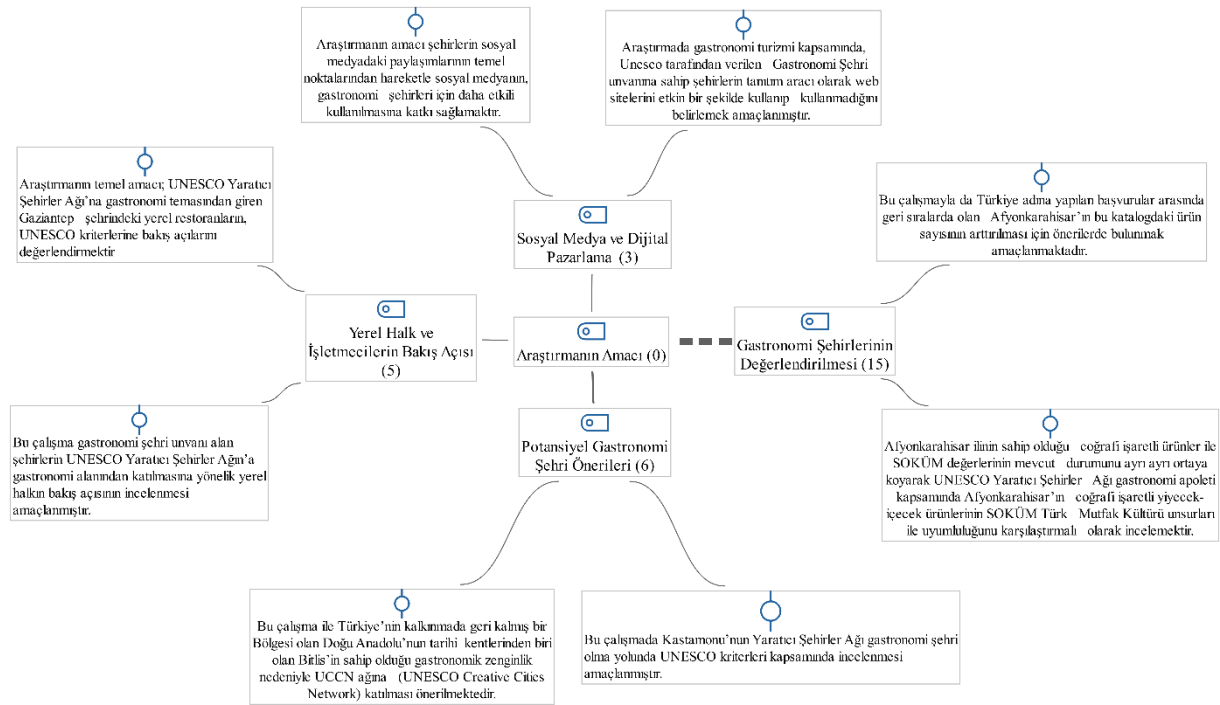 Araştırmanın amacı şehirlerin sosyal
medyadaki paylaşımlarının temel
noktalarından hareketle sosyal medyanın,
gastronomi şehirleri için daha etkili
kullanılmasına katkı sağlamaktır.
Araştırmada gastronomi turizmi kapsamında,
Unesco tarafından verilen Gastronomi Şehri
unvanına sahip şehirlerin tanıtım aracı olarak web
sitelerini etkin bir şekilde kullanıp kullanmadığını
belirlemek amaçlanmıştır.
Araştırmanın temel amacı; UNESCO Yaratıcı
Şehirler Ağı’na gastronomi temasından giren
Gaziantep şehrindeki yerel restoranların,
UNESCO kriterlerine bakış açılarını
değerlendirmektir
Bu çalışmayla da Türkiye adına yapılan başvurular arasında
geri sıralarda olan Afyonkarahisar’ın bu katalogdaki ürün
sayısının arttırılması için önerilerde bulunmak
amaçlanmaktadır.
Sosyal Medya ve Dijital
Pazarlama (3)
Yerel Halk ve
İşletmecilerin Bakış Açısı
(5)
Araştırmanın Amacı (0)
Gastronomi Şehirlerinin
Değerlendirilmesi (15)
Potansiyel Gastronomi
Şehri Önerileri (6)
Bu çalışma gastronomi şehri unvanı alan
şehirlerin UNESCO Yaratıcı Şehirler Ağın’a
gastronomi alanından katılmasına yönelik yerel
halkın bakış açısının incelenmesi
amaçlanmıştır.
Afyonkarahisar ilinin sahip olduğu coğrafi işaretli ürünler ile
SOKÜM değerlerinin mevcut durumunu ayrı ayrı ortaya
koyarak UNESCO Yaratıcı Şehirler Ağı gastronomi apoleti
kapsamında Afyonkarahisar’ın coğrafi işaretli yiyecek-
içecek ürünlerinin SOKÜM Türk Mutfak Kültürü unsurları
ile uyumluluğunu karşılaştırmalı olarak incelemektir.
Bu çalışma ile Türkiye’nin kalkınmada geri kalmış bir
Bölgesi olan Doğu Anadolu’nun tarihi kentlerinden biri
olan Bitlis’in sahip olduğu gastronomik zenginlik
nedeniyle UCCN ağına (UNESCO Creative Cities
Network) katılması önerilmektedir.
Bu çalışmada Kastamonu’nun Yaratıcı Şehirler Ağı gastronomi şehri
olma yolunda UNESCO kriterleri kapsamında incelenmesi
amaçlanmıştır.